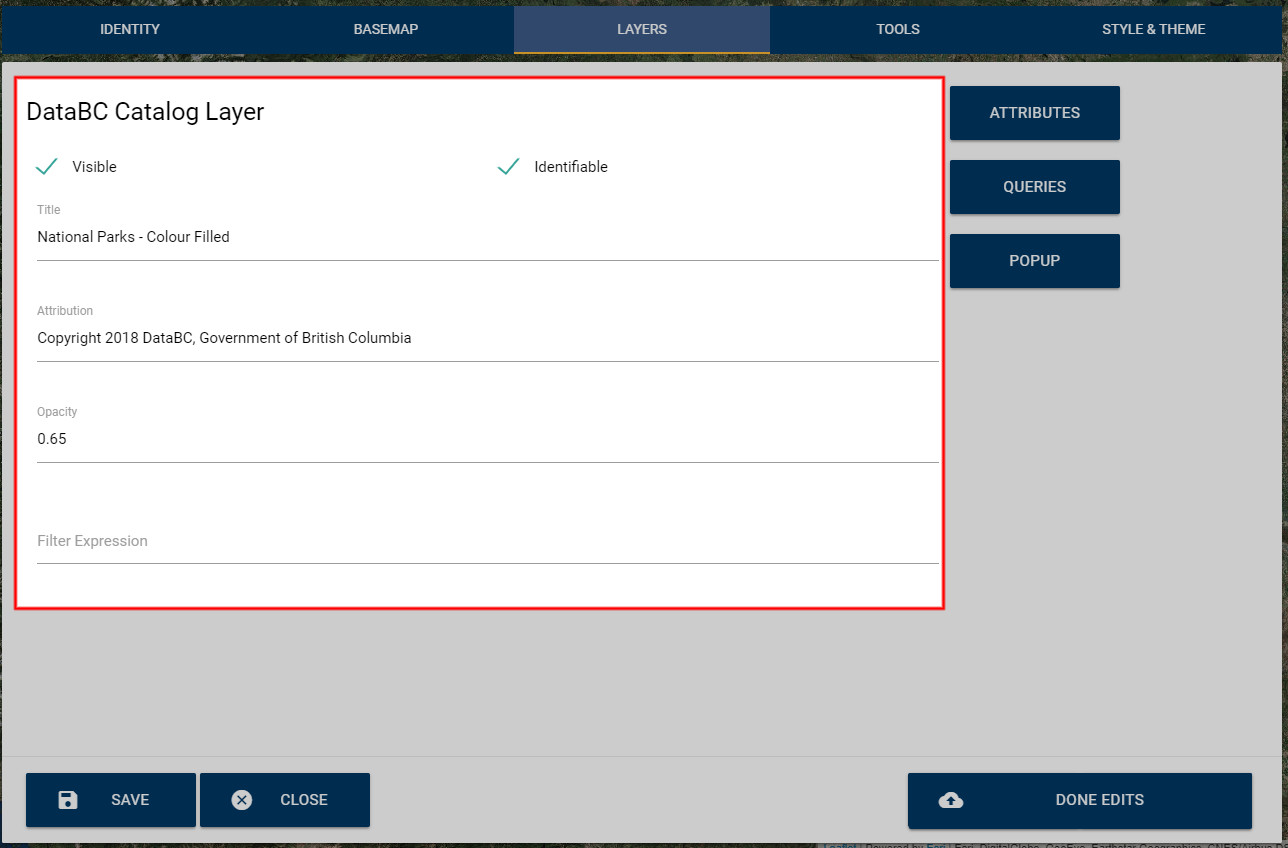 IDENTITY BASEMAP LAYERS TOOLS STYLE & THEME
DataBC Catalog Layer
ATTRIBUTES
Visible Identifiable
QUERIES
Title
National Parks - Colour Filled
POPUP
Attribution
Copyright 2018 DataBC, Government of British Columbia
Opacity
0.65
Filter Expression
SAVE CLOSE DONE EDITS